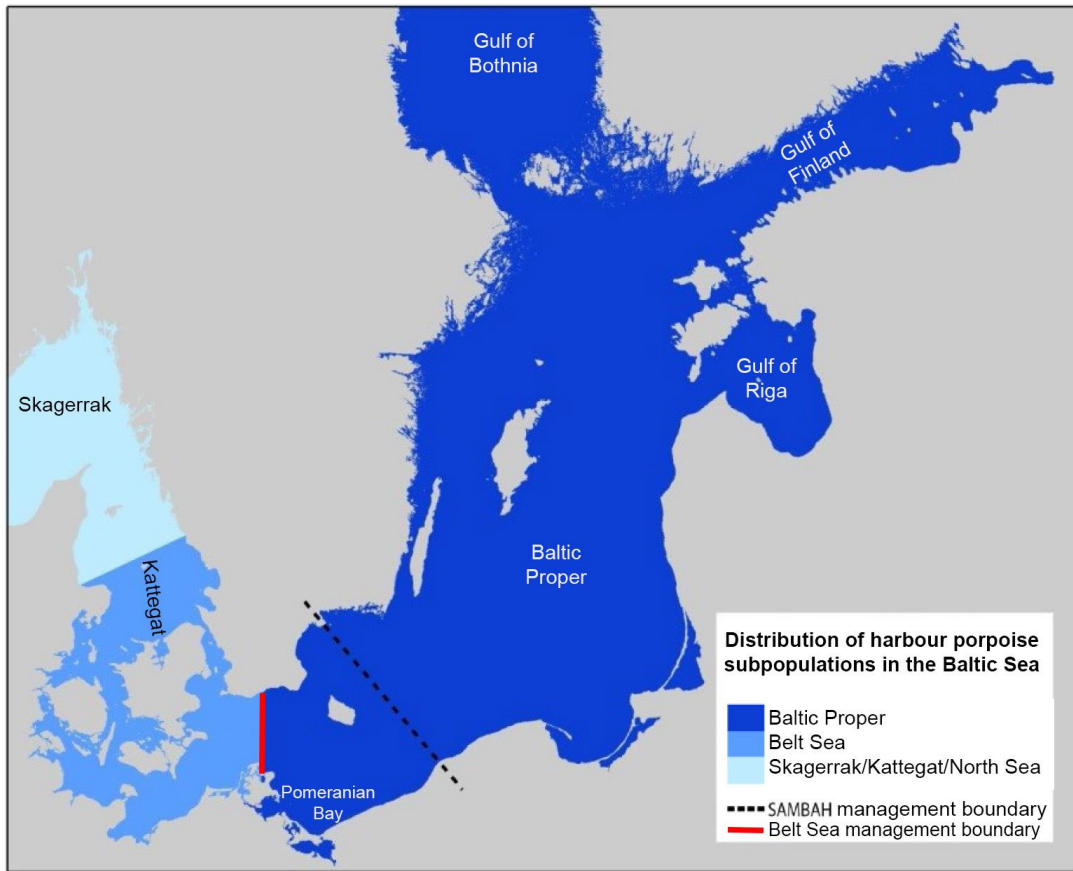 Gulf of
Bothnia
Gulf of
Finland
Skagerrak
Gulf of
Riga
Kattegat
Baltic
Proper
Pomeranian
Bay
Distribution of harbour porpoise
subpopulations in the Baltic Sea
Baltic Proper
Belt Sea
Skagerrak/Kattegat/North Sea
SAMBAH management boundary
Belt Sea management boundary